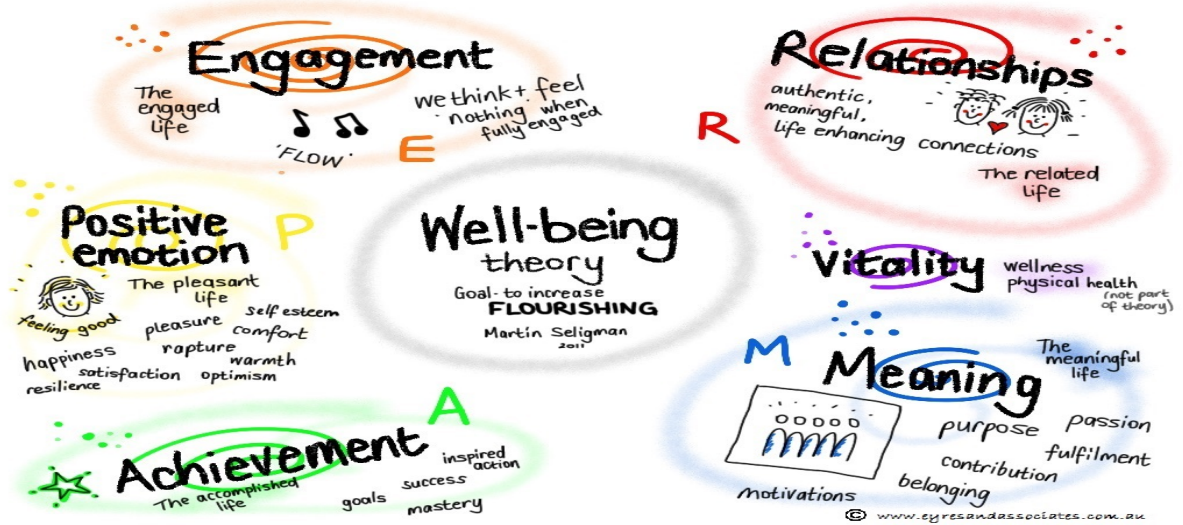 Engagement
The
engaged
life
'FLOW'
we think + feel
nothing when
fully engaged
E
R
Relationships
authentic,
meaningful,
life enhancing connections
The related
life
Positive
emotion
P
The pleasant
life
feeling good
self esteem
pleasure
comfort
happiness
rapture
warmth
satisfaction
optimism
resilience
Well-being
theory
Goal-to increase
FLOURISHING
Martin Seligman
2011
Vitality
wellness
physical health
(not part
of theory)
M
Meaning
The
meaningful
life
purpose
passion
fulfilment
contribution
belonging
motivations
A
Achievement
The accomplished
life
inspired
action
success
goals
mastery
© www.eyresandassociates.com.au